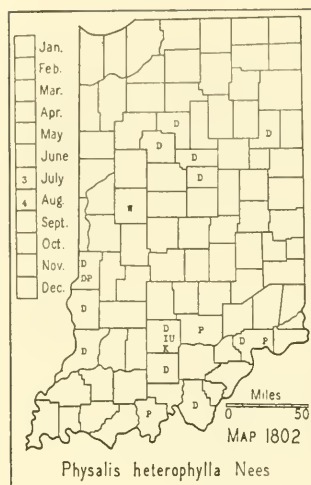 Jan.
Feb.
Mar.
Apr.
May
June
3 July
4 Aug.
Sept.
Oct.
Nov.
Dec.
D
D
D
D
D
W
D
DP
D
D
IU
K
P
D
P
D
D
D
P
Miles
0 50
MAP 1802
Physalis heterophylla Nees